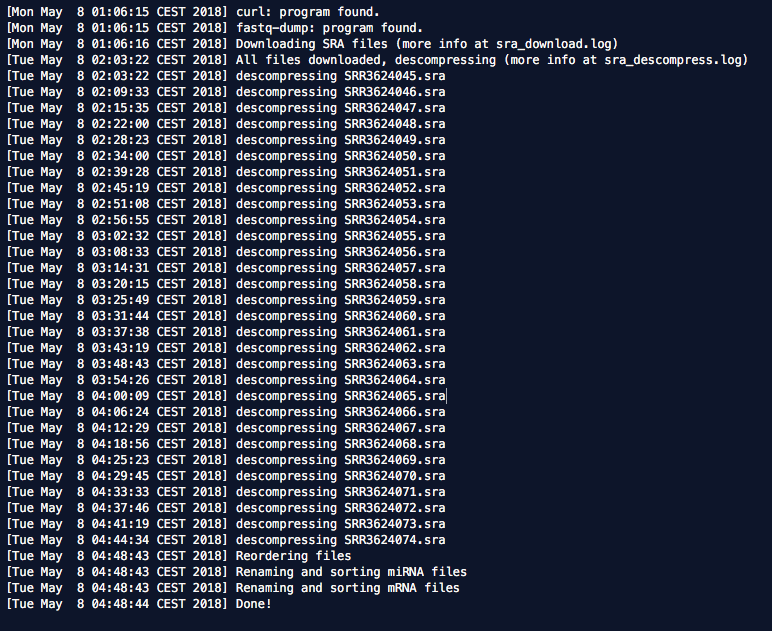 [Mon May  8 01:06:15 CEST 2018] curl: program found.
[Mon May  8 01:06:15 CEST 2018] fastq-dump: program found.
[Mon May  8 01:06:16 CEST 2018] Downloading SRA files (more info at sra_download.log)
[Tue May  8 02:03:22 CEST 2018] All files downloaded, descompressing (more info at sra_descompress.log)
[Tue May  8 02:03:22 CEST 2018] descompressing SRR3624045.sra
[Tue May  8 02:09:33 CEST 2018] descompressing SRR3624046.sra
[Tue May  8 02:15:35 CEST 2018] descompressing SRR3624047.sra
[Tue May  8 02:22:00 CEST 2018] descompressing SRR3624048.sra
[Tue May  8 02:28:23 CEST 2018] descompressing SRR3624049.sra
[Tue May  8 02:34:00 CEST 2018] descompressing SRR3624050.sra
[Tue May  8 02:39:28 CEST 2018] descompressing SRR3624051.sra
[Tue May  8 02:45:19 CEST 2018] descompressing SRR3624052.sra
[Tue May  8 02:51:08 CEST 2018] descompressing SRR3624053.sra
[Tue May  8 02:56:55 CEST 2018] descompressing SRR3624054.sra
[Tue May  8 03:02:32 CEST 2018] descompressing SRR3624055.sra
[Tue May  8 03:08:33 CEST 2018] descompressing SRR3624056.sra
[Tue May  8 03:14:31 CEST 2018] descompressing SRR3624057.sra
[Tue May  8 03:20:15 CEST 2018] descompressing SRR3624058.sra
[Tue May  8 03:25:49 CEST 2018] descompressing SRR3624059.sra
[Tue May  8 03:31:44 CEST 2018] descompressing SRR3624060.sra
[Tue May  8 03:37:38 CEST 2018] descompressing SRR3624061.sra
[Tue May  8 03:43:19 CEST 2018] descompressing SRR3624062.sra
[Tue May  8 03:48:43 CEST 2018] descompressing SRR3624063.sra
[Tue May  8 03:54:26 CEST 2018] descompressing SRR3624064.sra
[Tue May  8 04:00:09 CEST 2018] descompressing SRR3624065.sra
[Tue May  8 04:06:24 CEST 2018] descompressing SRR3624066.sra
[Tue May  8 04:12:29 CEST 2018] descompressing SRR3624067.sra
[Tue May  8 04:18:56 CEST 2018] descompressing SRR3624068.sra
[Tue May  8 04:25:23 CEST 2018] descompressing SRR3624069.sra
[Tue May  8 04:29:45 CEST 2018] descompressing SRR3624070.sra
[Tue May  8 04:33:33 CEST 2018] descompressing SRR3624071.sra
[Tue May  8 04:37:46 CEST 2018] descompressing SRR3624072.sra
[Tue May  8 04:41:19 CEST 2018] descompressing SRR3624073.sra
[Tue May  8 04:44:34 CEST 2018] descompressing SRR3624074.sra
[Tue May  8 04:48:43 CEST 2018] Reordering files
[Tue May  8 04:48:43 CEST 2018] Renaming and sorting miRNA files
[Tue May  8 04:48:43 CEST 2018] Renaming and sorting mRNA files
[Tue May  8 04:48:44 CEST 2018] Done!